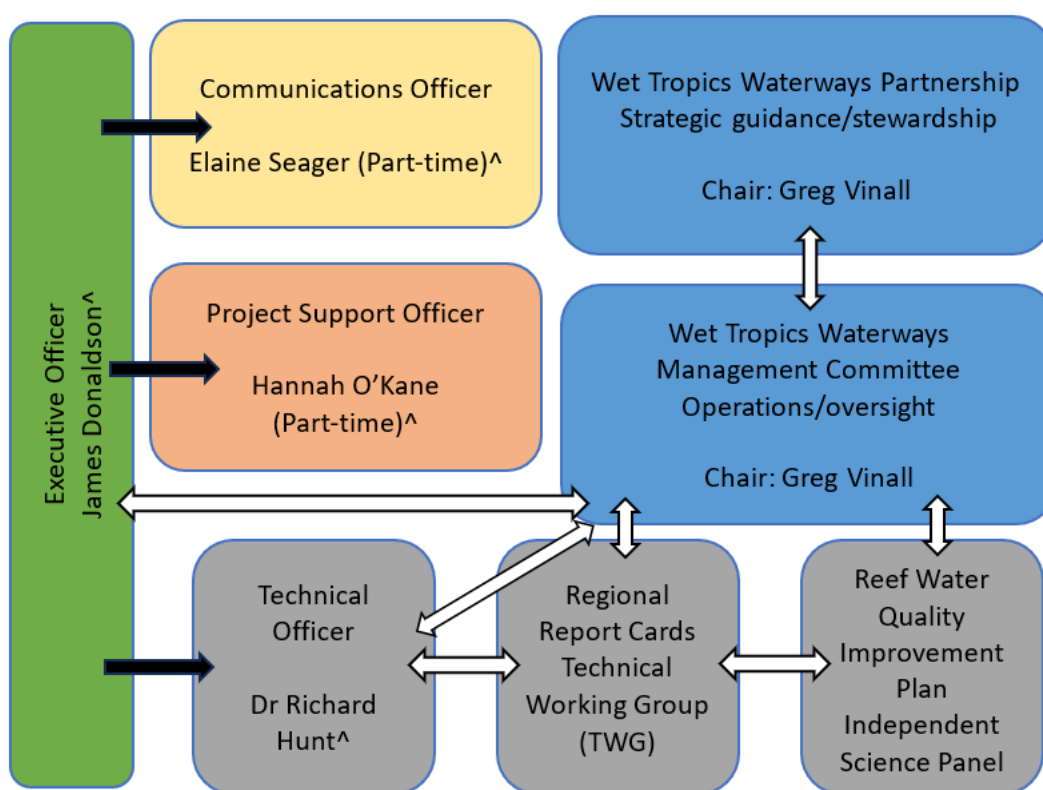 Executive Officer
James Donaldson^
Communications Officer
Elaine Seager (Part-time)^
Project Support Officer
Hannah O’Kane
(Part-time)^
Wet Tropics Waterways Partnership
Strategic guidance/stewardship
Chair: Greg Vinall
Wet Tropics Waterways
Management Committee
Operations/oversight
Chair: Greg Vinall
Technical
Officer
Dr Richard
Hunt^
Regional
Report Cards
Technical
Working Group
(TWG)
Reef Water
Quality
Improvement
Plan
Independent
Science Panel